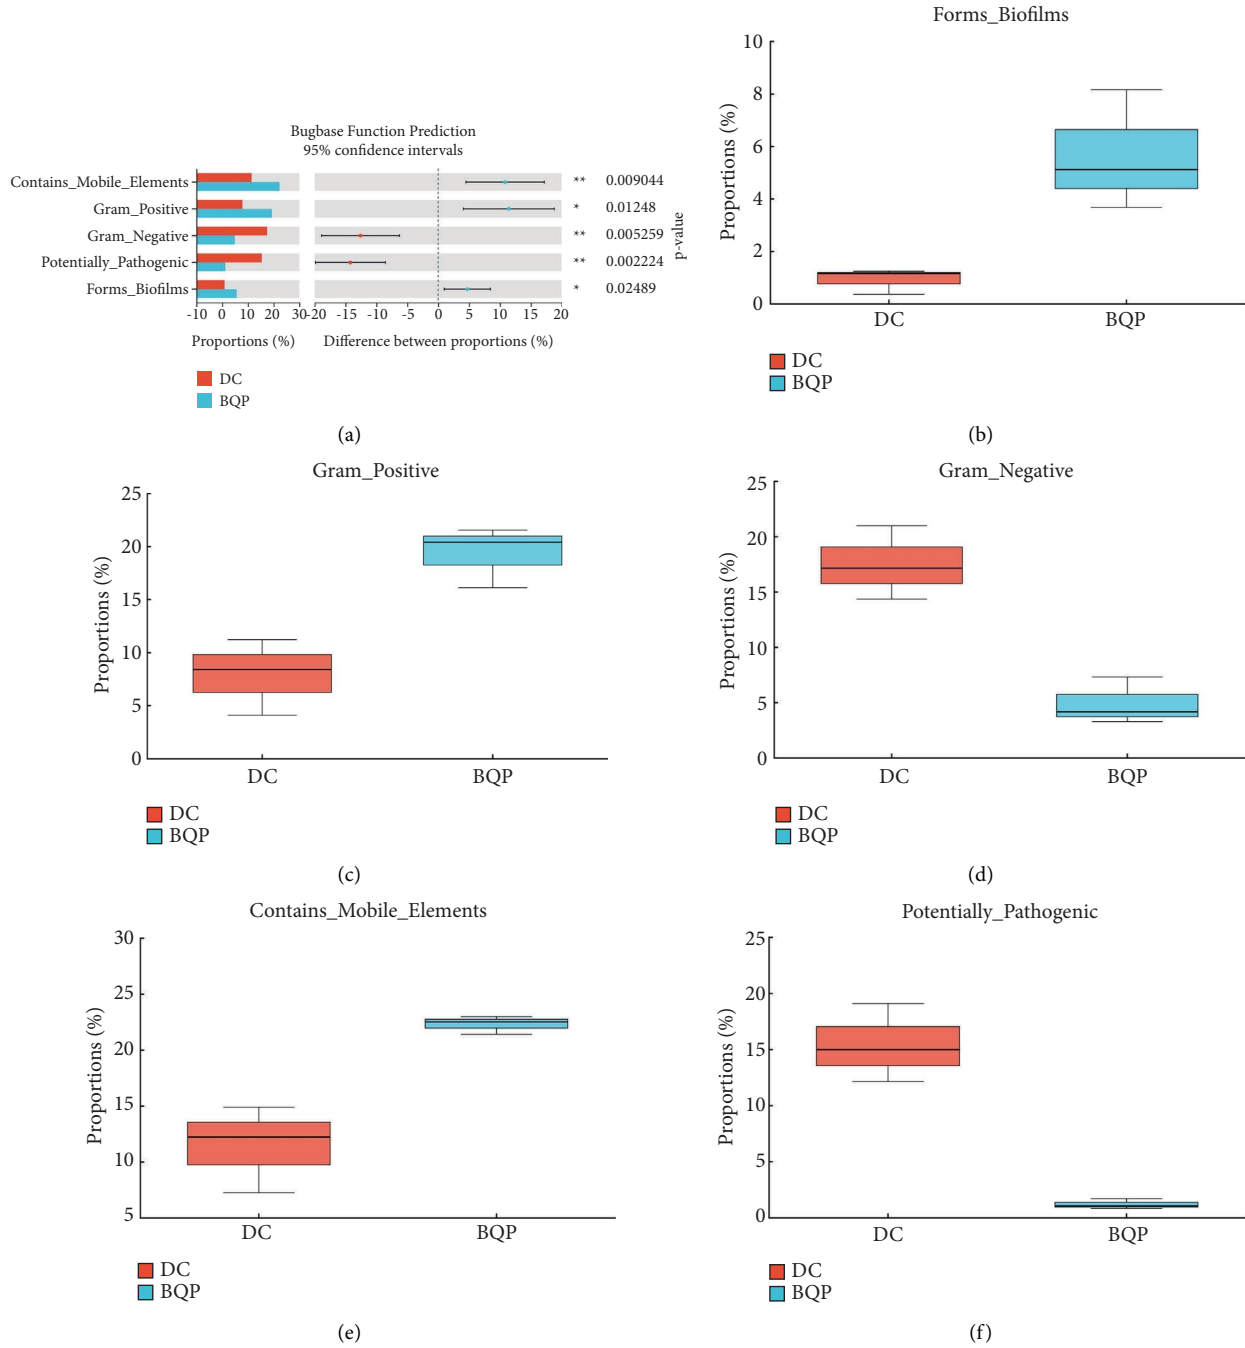 Bugbase Function Prediction
95% confidence intervals
Contains_Mobile_Elements
Gram_Positive
Gram_Negative
Potentially_Pathogenic
Forms_Biofilms
** 0.009044
* 0.01248
** 0.005259
** 0.002224
* 0.02489
p-value
-10 0 10 20 30
-20 -15 -10 -5 0 5 10 15 20
Proportions (%)
Difference between proportions (%)
DC
BQP
(a)
Forms_Biofilms
Proportions (%)
10
8
6
4
2
0
DC BQP
DC
BQP
(b)
Gram_Positive
Proportions (%)
25
20
15
10
5
0
DC BQP
DC
BQP
(c)
Gram_Negative
Proportions (%)
25
20
15
10
5
0
DC BQP
DC
BQP
(d)
Contains_Mobile_Elements
Proportions (%)
30
25
20
15
10
5
DC BQP
DC
BQP
(e)
Potentially_Pathogenic
Proportions (%)
25
20
15
10
5
0
DC BQP
DC
BQP
(f)